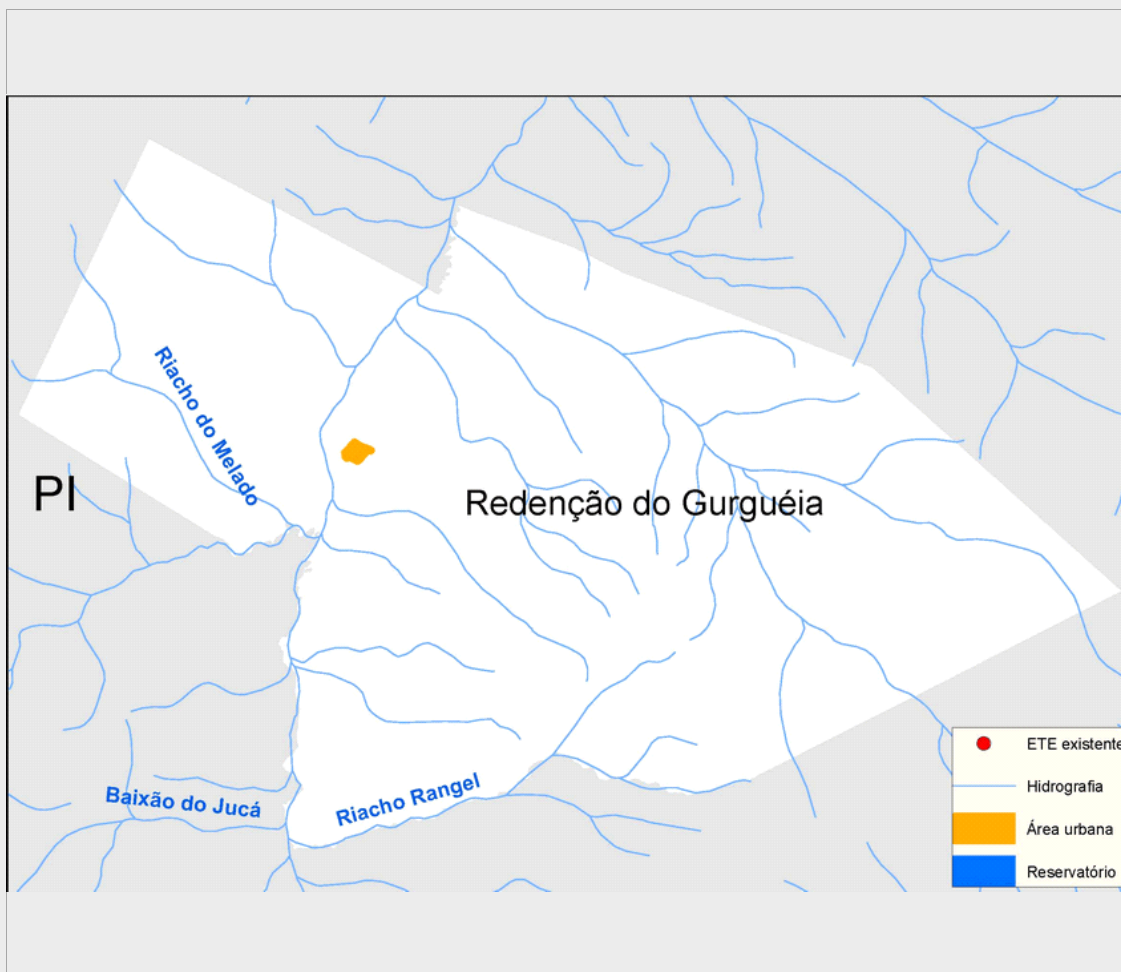 Riacho do Melado
PI
Redenção do Gurguéia
Baixão do Jucá
Riacho Rangel
ETE existente
Hidrografia
Área urbana
Reservatório